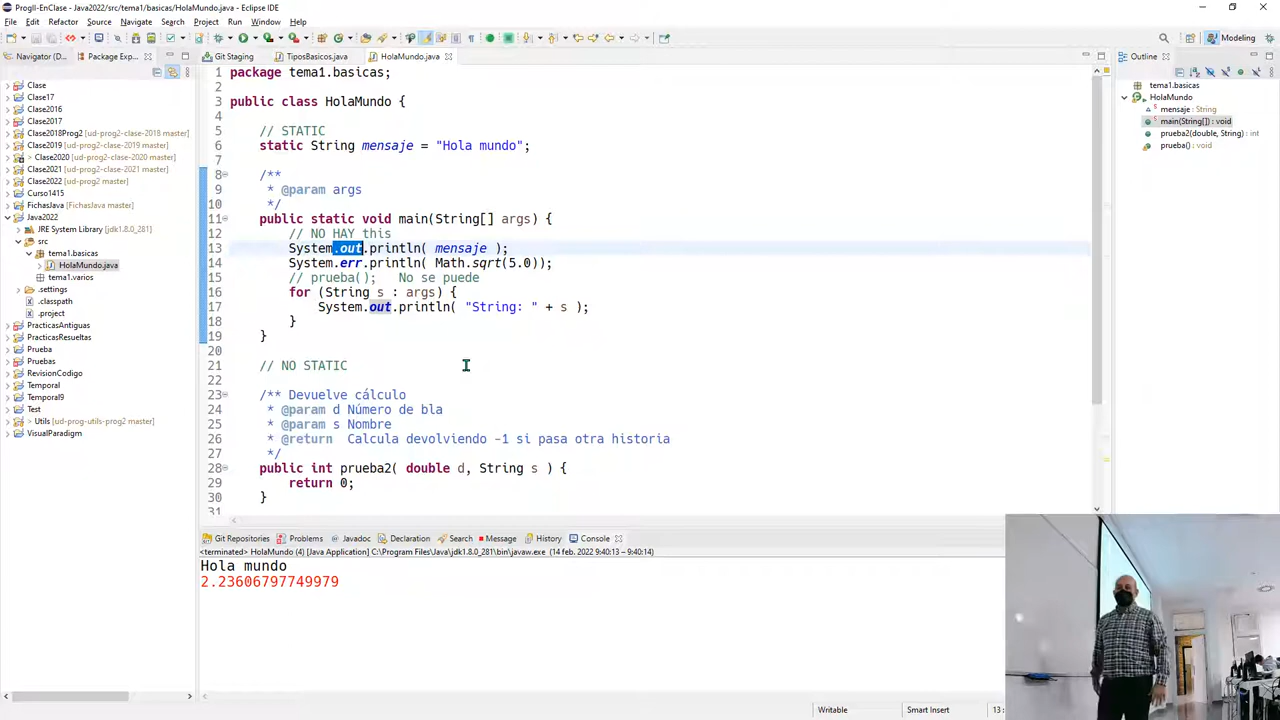 ProgII-EnClase - Java2022/src/tema1/basicas/HolaMundo.java - Eclipse IDE
File Edit Refactor Source Navigate Search Project Run Window Help
Modeling
Navigator (D... Package Exp...
Git Staging TiposBasicos.java HolaMundo.java
Outline
Clase
Clase17
Clase2016
Clase2017
Clase2018Prog2 [ud-prog2-clase-2018 master]
Clase2019 [ud-prog2-clase-2019 master]
> Clase2020 [ud-prog2-clase-2020 master]
Clase2021 [ud-prog2-clase-2021 master]
Clase2022 [ud-prog2 master]
Curso1415
FichasJava [FichasJava master]
Java2022
JRE System Library [jdk1.8.0_281]
src
tema1.basicas
HolaMundo.java
tema1.varios
.settings
.classpath
.project
PracticasAntiguas
PracticasResueltas
Prueba
Pruebas
RevisionCodigo
Temporal
Temporal9
Test
> Utils [ud-prog-utils-prog2 master]
VisualParadigm
1 package tema1.basicas;
2
3 public class HolaMundo {
4
5 // STATIC
6 static String mensaje = "Hola mundo";
7
8 /**
9 * @param args
10 */
11 public static void main(String[] args) {
12 // NO HAY this
13 System.out.println( mensaje );
14 System.err.println( Math.sqrt(5.0));
15 // prueba(); No se puede
16 for (String s : args) {
17 System.out.println( "String: " + s );
18 }
19 }
20
21 // NO STATIC
22
23 /** Devuelve cálculo
24 * @param d Número de bla
25 * @param s Nombre
26 * @return Calcula devolviendo -1 si pasa otra historia
27 */
28 public int prueba2( double d, String s ) {
29 return 0;
30 }
31
tema1.basicas
HolaMundo
mensaje : String
main(String[]) : void
prueba2(double, String) : int
prueba() : void
Git Repositories Problems Javadoc Declaration Search Message History Console
<terminated> HolaMundo (4) [Java Application] C:\Program Files\Java\jdk1.8.0_281\bin\javaw.exe (14 feb. 2022 9:40:13 – 9:40:14)
Hola mundo
2.23606797749979
Writable Smart Insert 13 :